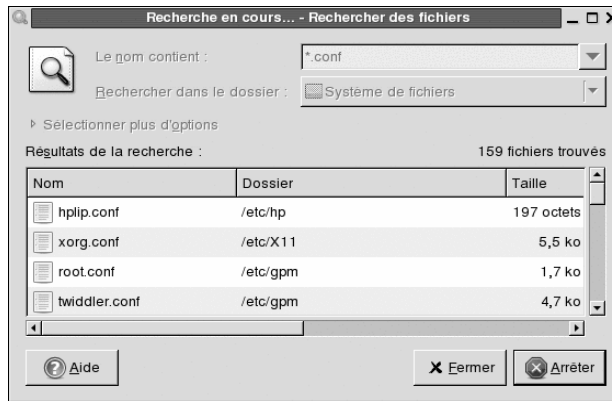 Recherche en cours... - Rechercher des fichiers
Le nom contient :
*.conf
Rechercher dans le dossier :
Système de fichiers
Sélectionner plus d'options
Résultats de la recherche :
159 fichiers trouvés
Nom Dossier Taille
hplip.conf /etc/hp 197 octets
xorg.conf /etc/X11 5,5 ko
root.conf /etc/gpm 1,7 ko
twiddler.conf /etc/gpm 4,7 ko
Aide
Fermer
Arrêter